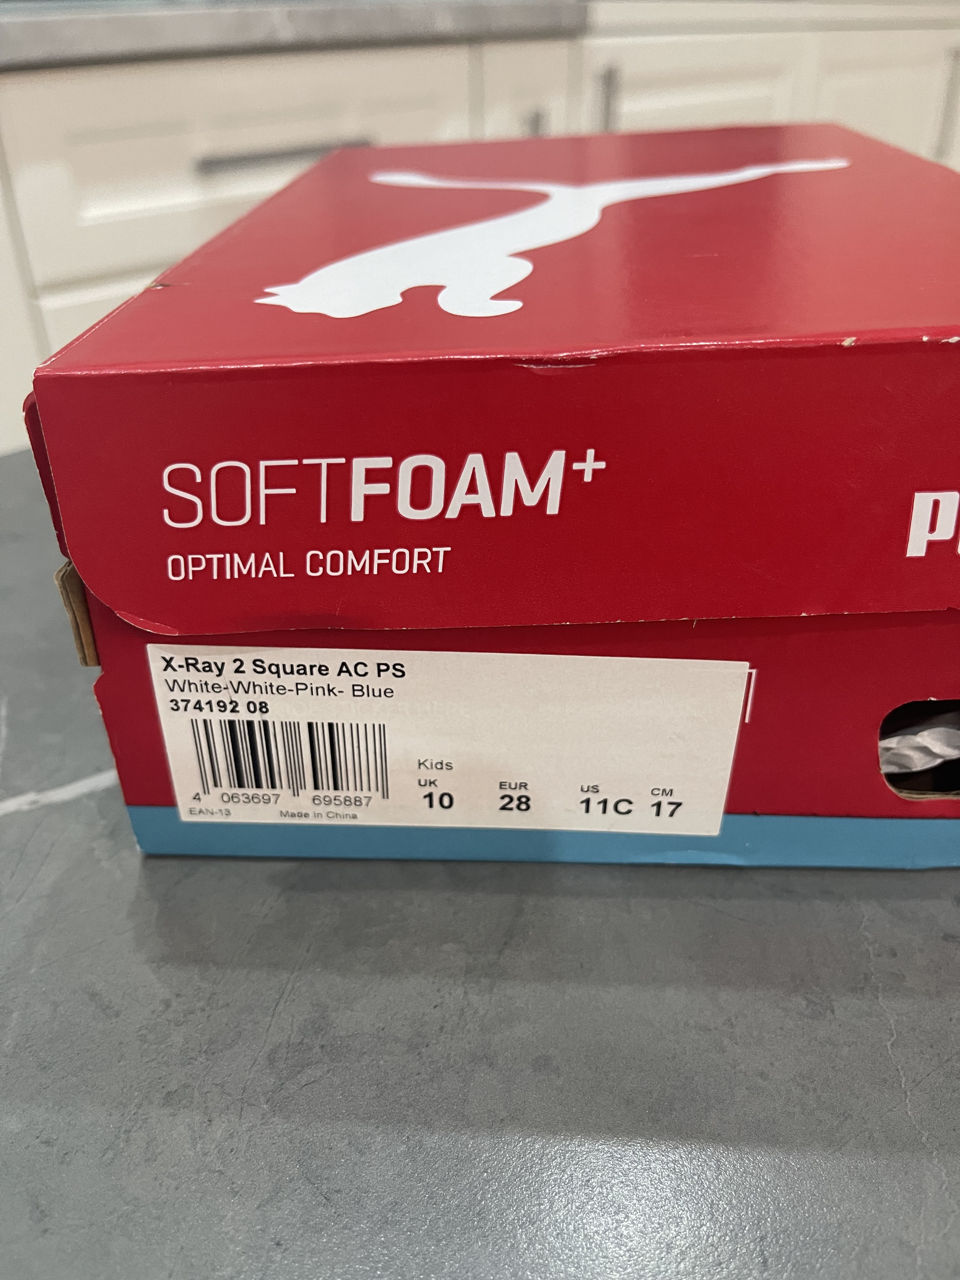 SOFTFOAM+
OPTIMAL COMFORT
X-Ray 2 Square AC PS
White-White-Pink- Blue
374192 08
4 063697 695887
EAN-13 Made in China
Kids
UK EUR US CM
10 28 11C 17